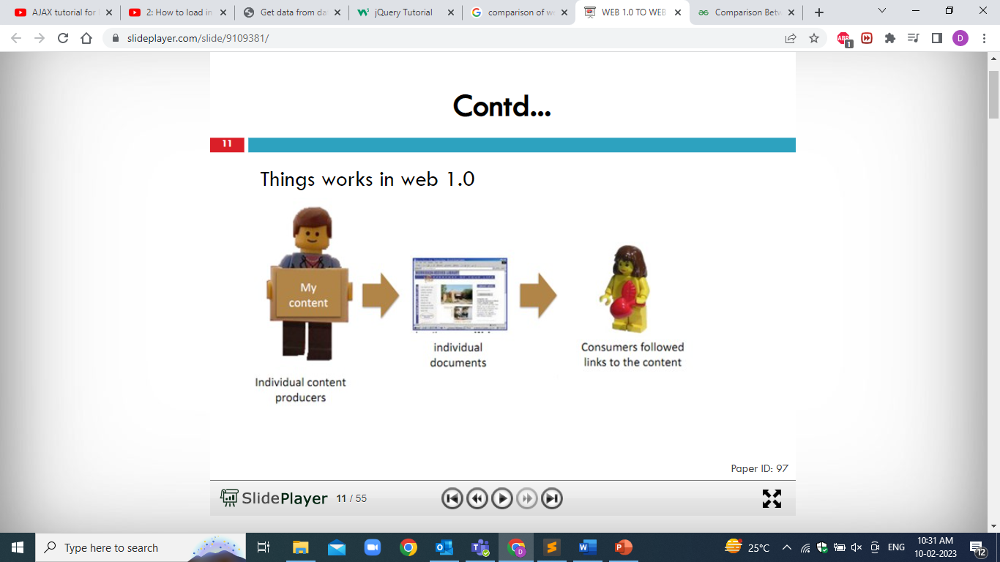 AJAX tutorial for
2: How to load in
Get data from da
jQuery Tutorial
comparison of we
WEB 1.0 TO WEB
Comparison Betw
slideplayer.com/slide/9109381/
ABP
1
D
Contd...
11
Things works in web 1.0
My
content
individual
documents
Consumers followed
links to the content
Individual content
producers
Paper ID: 97
SlidePlayer 11 / 55
Type here to search
25°C
ENG
10:31 AM
10-02-2023
12